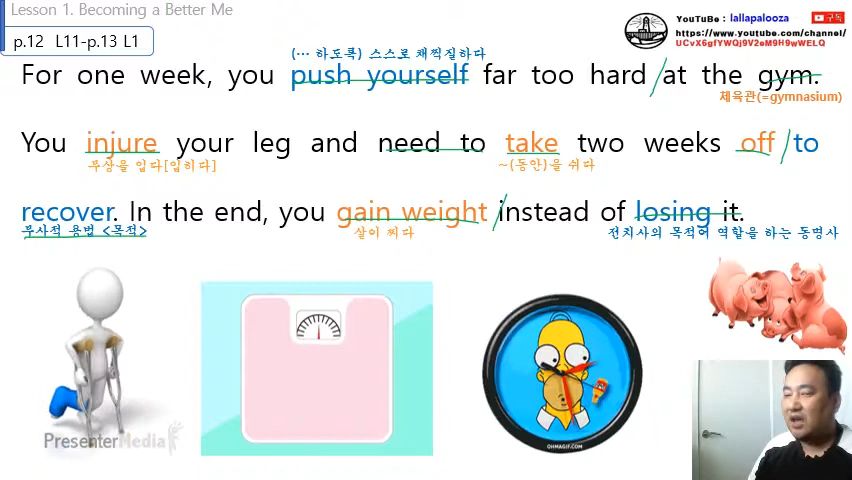 Lesson 1. Becoming a Better Me
p.12 L11-p.13 L1
YouTuBe : lallapalooza
구독
https://www.youtube.com/channel/
UCvX6gfYWQj9V2eM9H9wWELQ
(… 하도록) 스스로 채찍질하다
For one week, you push yourself far too hard at the gym.
체육관(=gymnasium)
You injure your leg and need to take two weeks off to
부상을 입다[입히다]
~(동안)을 쉬다
recover. In the end, you gain weight instead of losing it.
부사적 용법 <목적>
살이 찌다
전치사의 목적어 역할을 하는 동명사
PresenterMedia
OHMAGIF.COM